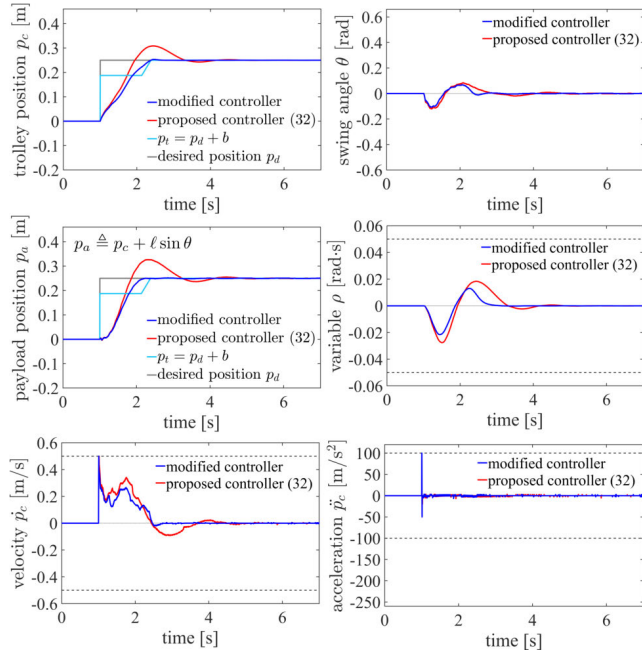 trolley position p_c [m]
0.4
0.3
0.2
0.1
0
-0.1
-0.2
modified controller
proposed controller (32)
p_t = p_d + b
desired position p_d
0 2 4 6
time [s]
swing angle θ [rad]
0.6
0.4
0.2
0
-0.2
-0.4
-0.6
modified controller
proposed controller (32)
0 2 4 6
time [s]
payload position p_a [m]
0.4
0.3
0.2
0.1
0
-0.1
-0.2
p_a ≜ p_c + ℓ sin θ
modified controller
proposed controller (32)
p_t = p_d + b
desired position p_d
0 2 4 6
time [s]
variable ρ [rad·s]
0.06
0.04
0.02
0
-0.02
-0.04
-0.06
modified controller
proposed controller (32)
0 2 4 6
time [s]
velocity ṗ_c [m/s]
0.6
0.4
0.2
0
-0.2
-0.4
-0.6
modified controller
proposed controller (32)
0 2 4 6
time [s]
acceleration p̈_c [m/s²]
100
50
0
-50
-100
-150
-200
-250
modified controller
proposed controller (32)
0 2 4 6
time [s]